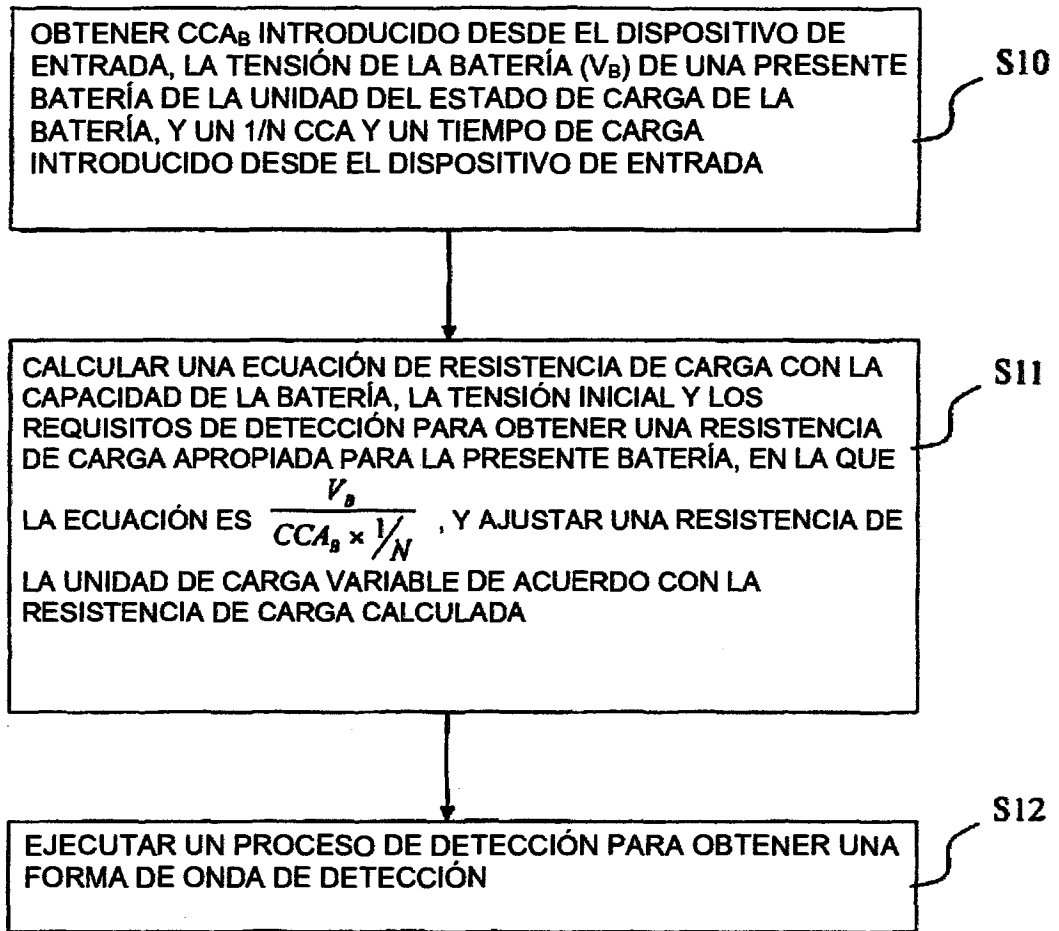 OBTENER CCA_B INTRODUCIDO DESDE EL DISPOSITIVO DE
ENTRADA, LA TENSIÓN DE LA BATERÍA (V_B) DE UNA PRESENTE
BATERÍA DE LA UNIDAD DEL ESTADO DE CARGA DE LA
BATERÍA, Y UN 1/N CCA Y UN TIEMPO DE CARGA
INTRODUCIDO DESDE EL DISPOSITIVO DE ENTRADA
S10
CALCULAR UNA ECUACIÓN DE RESISTENCIA DE CARGA CON LA
CAPACIDAD DE LA BATERÍA, LA TENSIÓN INICIAL Y LOS
REQUISITOS DE DETECCIÓN PARA OBTENER UNA RESISTENCIA
DE CARGA APROPIADA PARA LA PRESENTE BATERÍA, EN LA QUE
LA ECUACIÓN ES V_B / (CCA_B × 1/N) , Y AJUSTAR UNA RESISTENCIA DE
LA UNIDAD DE CARGA VARIABLE DE ACUERDO CON LA
RESISTENCIA DE CARGA CALCULADA
S11
EJECUTAR UN PROCESO DE DETECCIÓN PARA OBTENER UNA
FORMA DE ONDA DE DETECCIÓN
S12